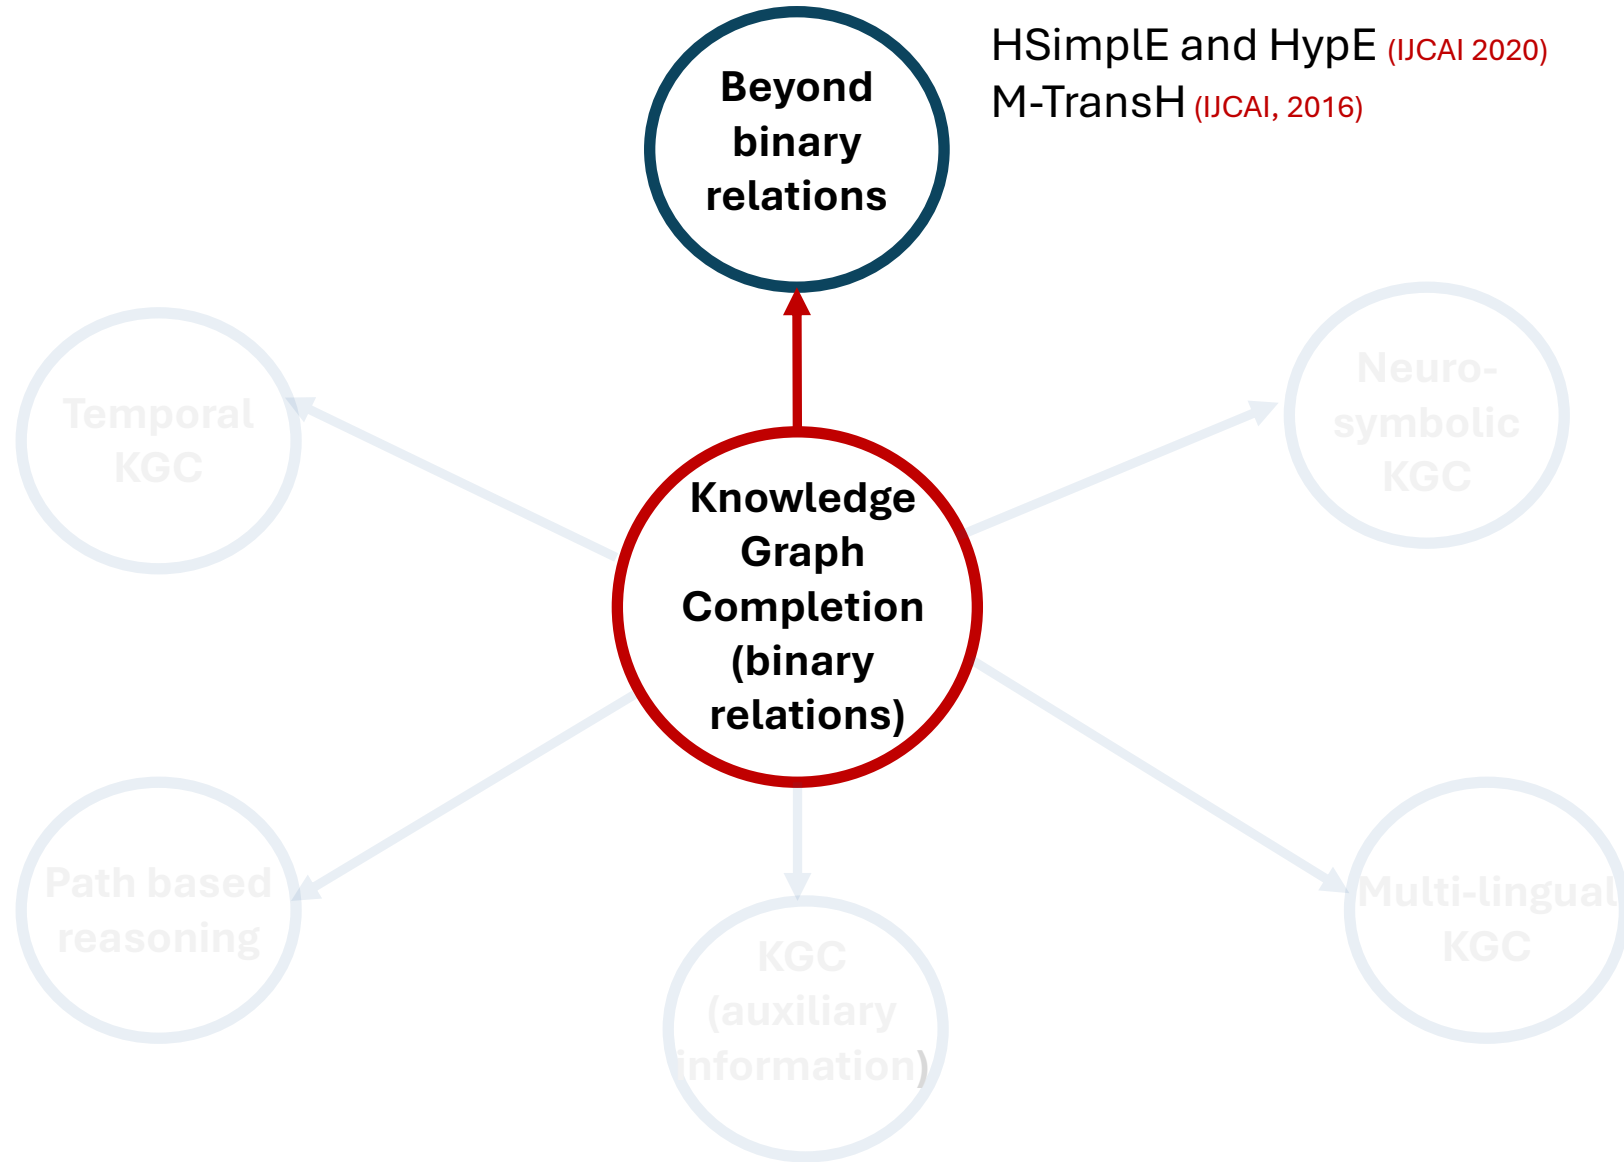 Beyond
binary
relations
HSimplE and HypE (IJCAI 2020)
M-TransH (IJCAI, 2016)
Temporal
KGC
Neuro-
symbolic
KGC
Knowledge
Graph
Completion
(binary
relations)
Path based
reasoning
KGC
(auxiliary
information)
Multi-lingual
KGC